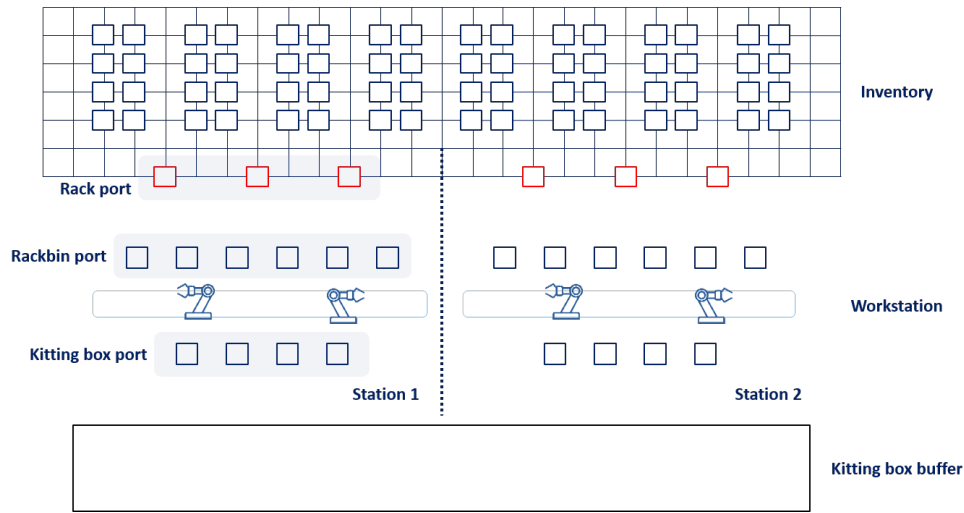 Inventory
Rack port
Rackbin port
Workstation
Kitting box port
Station 1
Station 2
Kitting box buffer